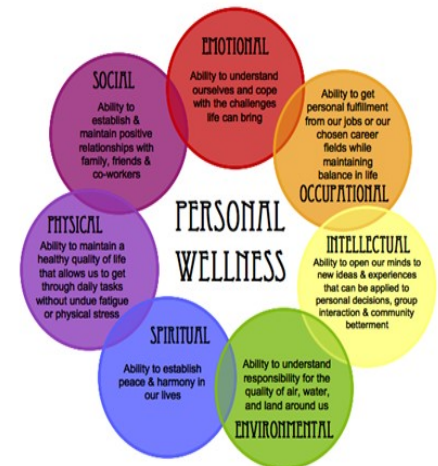 EMOTIONAL
Ability to understand
ourselves and cope
with the challenges
life can bring
Ability to get
personal fulfillment
from our jobs or our
chosen career
fields while
maintaining
balance in life
OCCUPATIONAL
INTELLECTUAL
Ability to open our minds to
new ideas & experiences
that can be applied to
personal decisions, group
interaction & community
betterment
Ability to understand
responsibility for the
quality of air, water,
and land around us
ENVIRONMENTAL
SPIRITUAL
Ability to establish
peace & harmony in
our lives
PHYSICAL
Ability to maintain a
healthy quality of life
that allows us to get
through daily tasks
without undue fatigue
or physical stress
SOCIAL
Ability to
establish &
maintain positive
relationships with
family, friends &
co-workers
PERSONAL
WELLNESS